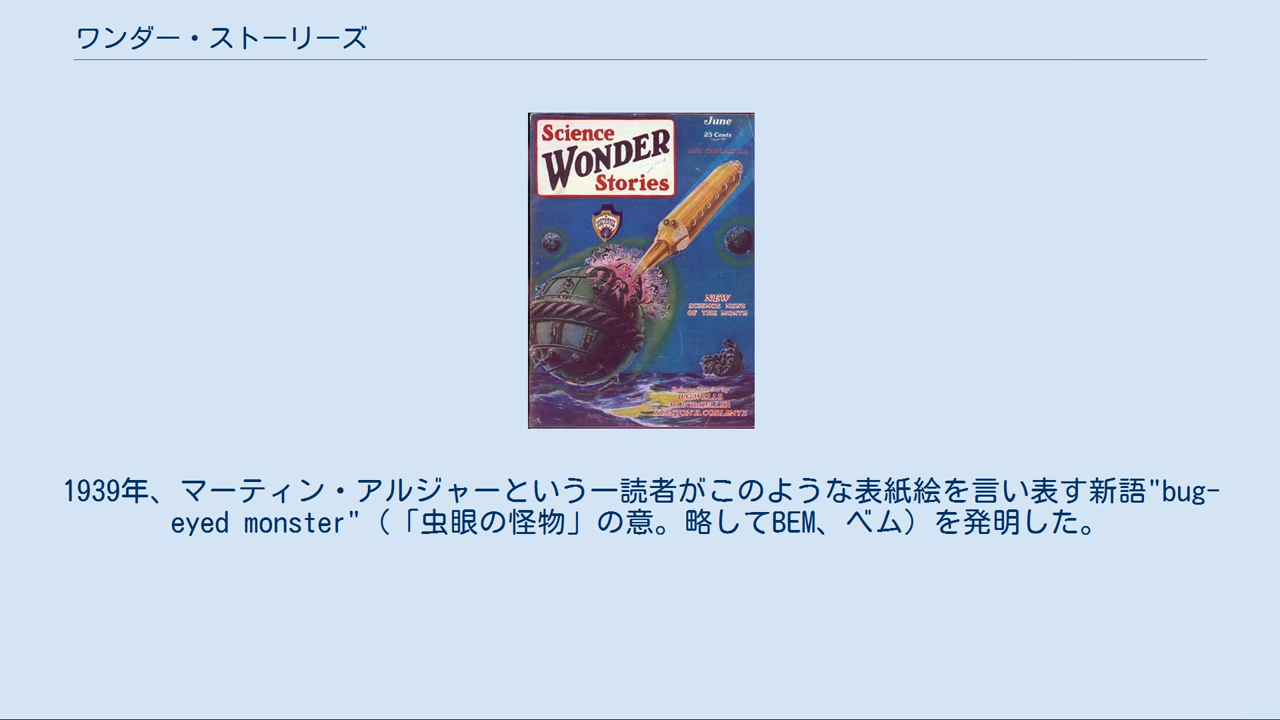 ワンダー・ストーリーズ
Science
WONDER
Stories
June
25 Cents
NEW
SCIENCE NEWS
OF THE MONTH
H.G. WELLS
STANTON A. COBLENTZ
1939年、マーティン・アルジャーという一読者がこのような表紙絵を言い表す新語"bug-
eyed monster"（「虫眼の怪物」の意。略してBEM、ベム）を発明した。